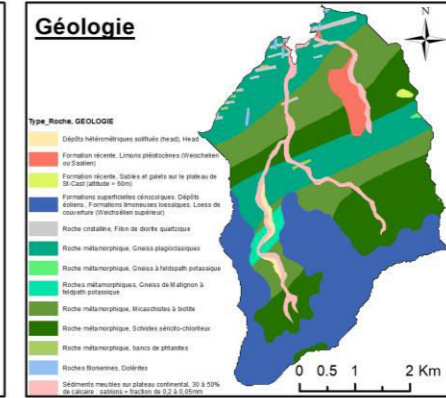 Géologie
N
Type_Roche, GEOLOGIE
Dépôts hétérométriques soliflués (head), Head
Formation récente, Limons pléistocènes (Weischelien
ou Saalien)
Formation récente, Sables et galets sur le plateau de
St-Cast (altitude > 60m)
Formations superficielles cénozoïques. Dépôts
éoliens. Formations limoneuses loessiques. Loess de
couverture (Weichsélien supérieur)
Roche cristalline, Filon de diorite quartzique
Roche métamorphique, Gneiss plagioclasiques
Roche métamorphique, Gneiss à feldspath potassique
Roches métamorphiques, Gneiss de Matignon à
feldspath potassique
Roche métamorphique, Micaschistes à biotite
Roche métamorphique, Schistes séricito-chloriteux
Roche métamorphique, bancs de phtanites
Roches filoniennes, Dolérites
Sédiments meubles sur plateau continental, 30 à 50%
de calcaire : sablons = fraction de 0,2 à 0,05mm
0 0.5 1 2 Km